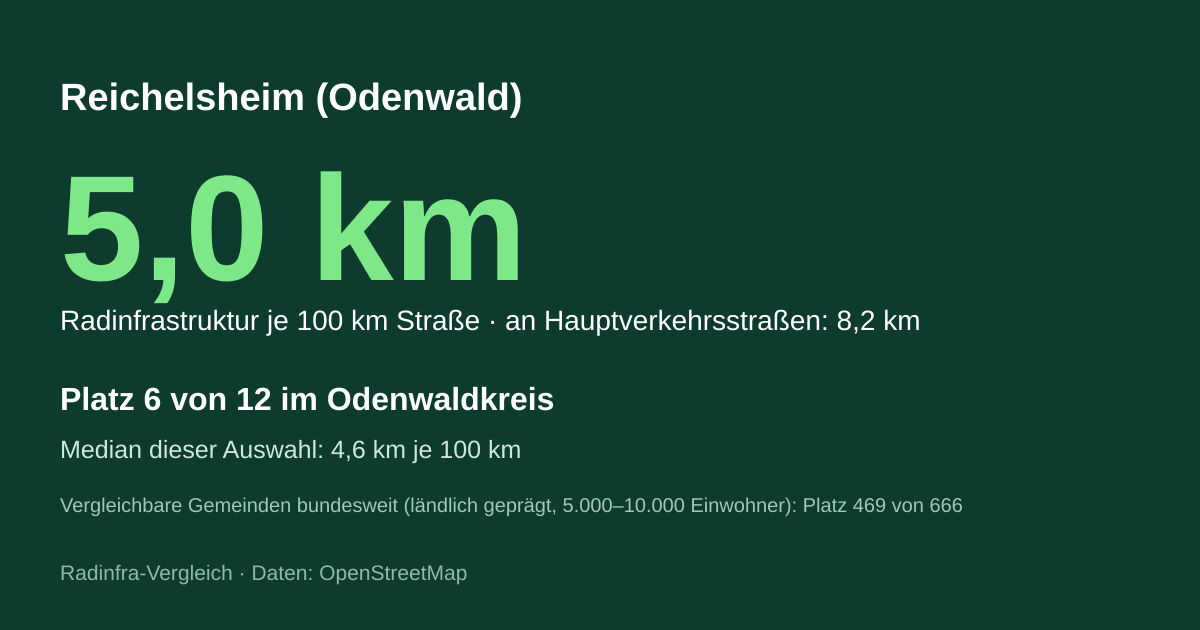 Reichelsheim (Odenwald)
5,0 km
Radinfrastruktur je 100 km Straße · an Hauptverkehrsstraßen: 8,2 km
Platz 6 von 12 im Odenwaldkreis
Median dieser Auswahl: 4,6 km je 100 km
Vergleichbare Gemeinden bundesweit (ländlich geprägt, 5.000–10.000 Einwohner): Platz 469 von 666
Radinfra-Vergleich · Daten: OpenStreetMap